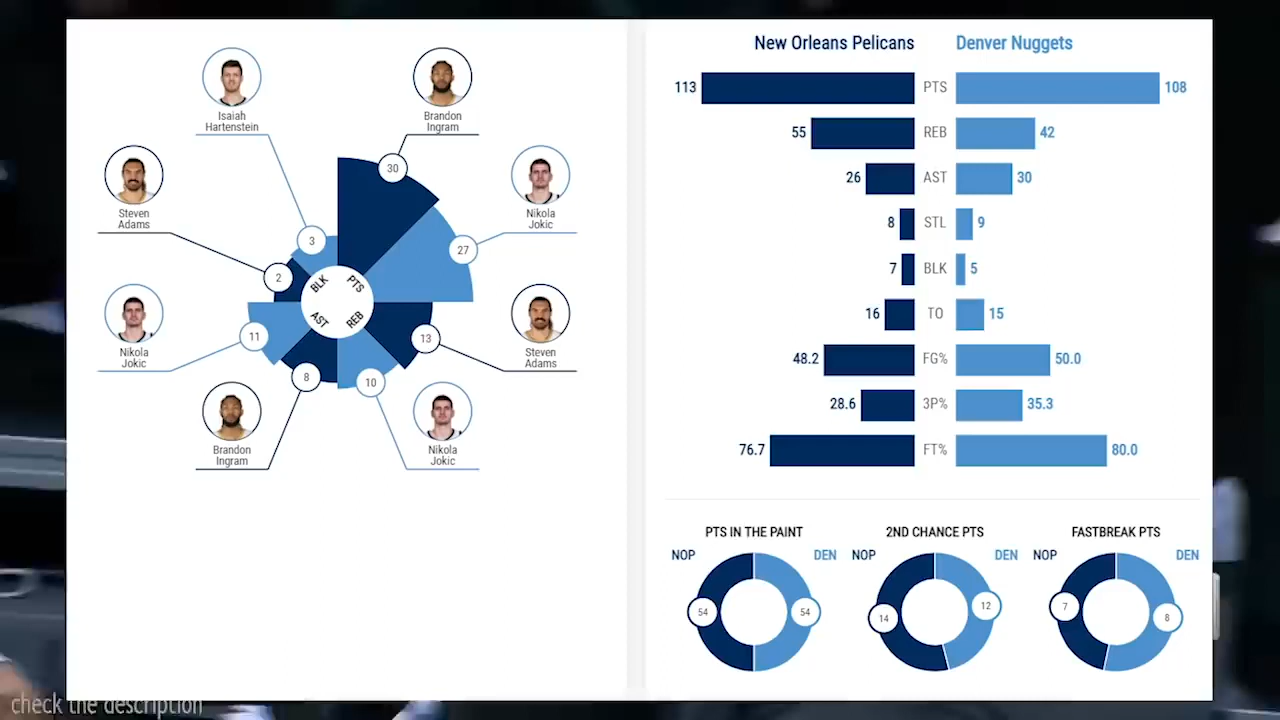 Isaiah
Hartenstein
Brandon
Ingram
30
Steven
Adams
Nikola
Jokic
3
27
2
BLK
PTS
AST
REB
Nikola
Jokic
11
13
Steven
Adams
8
10
Brandon
Ingram
Nikola
Jokic
New Orleans Pelicans Denver Nuggets
113 PTS 108
55 REB 42
26 AST 30
8 STL 9
7 BLK 5
16 TO 15
48.2 FG% 50.0
28.6 3P% 35.3
76.7 FT% 80.0
PTS IN THE PAINT
NOP DEN
54 54
2ND CHANCE PTS
NOP DEN
14 12
FASTBREAK PTS
NOP DEN
7 8
check the description